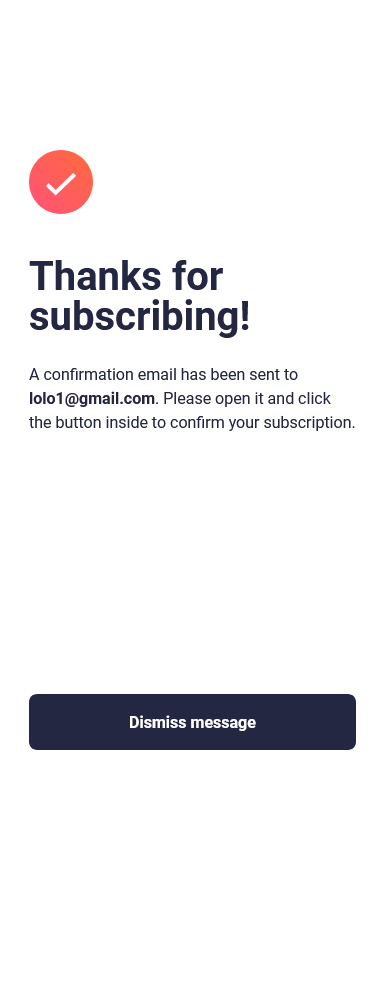 Thanks for
subscribing!
A confirmation email has been sent to
lolo1@gmail.com. Please open it and click
the button inside to confirm your subscription.
Dismiss message